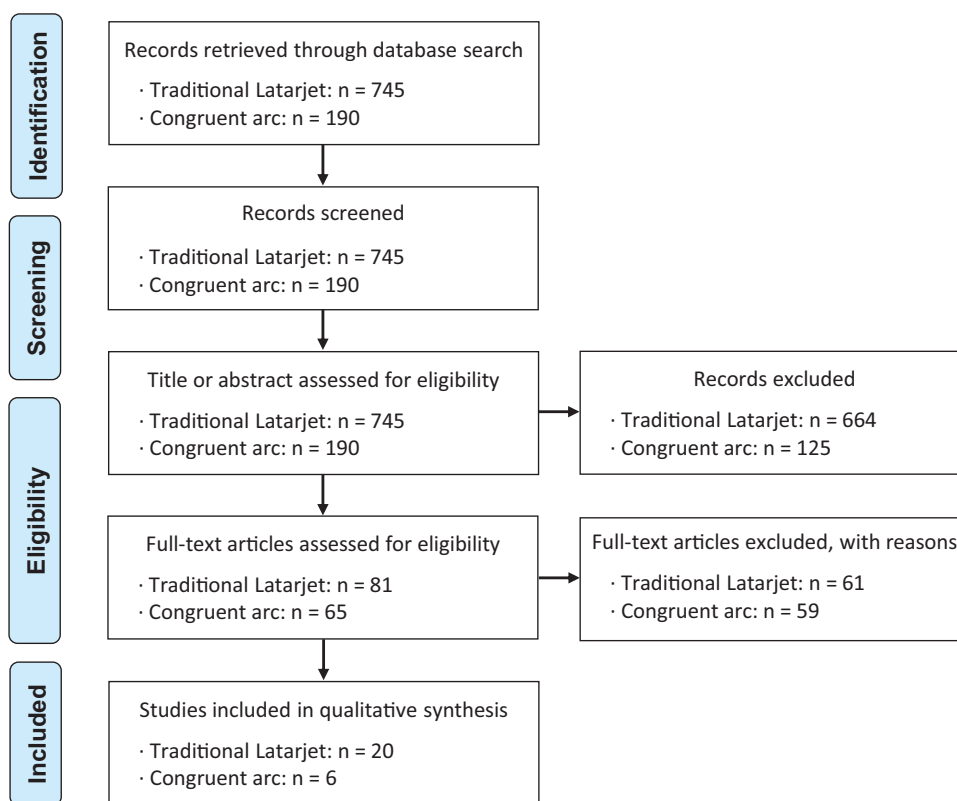 Identification
Records retrieved through database search
· Traditional Latarjet: n = 745
· Congruent arc: n = 190
Screening
Records screened
· Traditional Latarjet: n = 745
· Congruent arc: n = 190
Title or abstract assessed for eligibility
· Traditional Latarjet: n = 745
· Congruent arc: n = 190
Records excluded
· Traditional Latarjet: n = 664
· Congruent arc: n = 125
Eligibility
Full-text articles assessed for eligibility
· Traditional Latarjet: n = 81
· Congruent arc: n = 65
Full-text articles excluded, with reasons
· Traditional Latarjet: n = 61
· Congruent arc: n = 59
Included
Studies included in qualitative synthesis
· Traditional Latarjet n = 20
· Congruent arc: n = 6